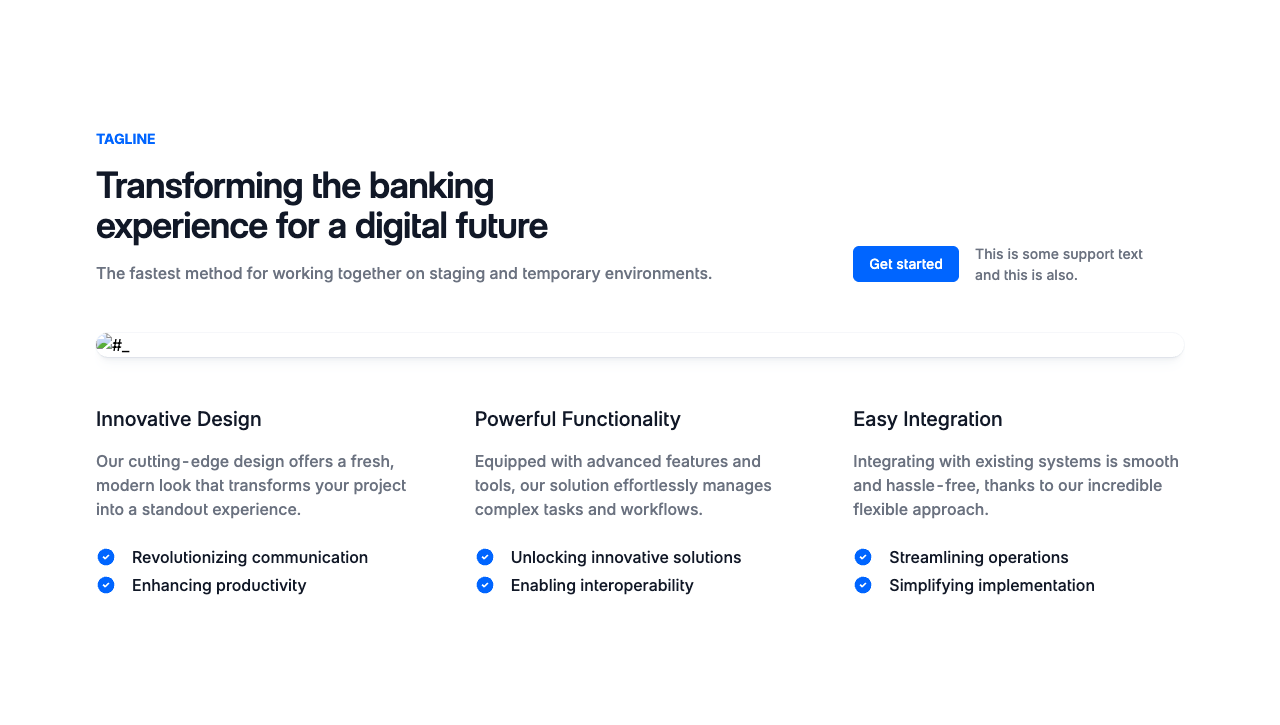 TAGLINE
Transforming the banking
experience for a digital future
The fastest method for working together on staging and temporary environments.
Get started
This is some support text
and this is also.
#_
Innovative Design
Our cutting-edge design offers a fresh,
modern look that transforms your project
into a standout experience.
Revolutionizing communication
Enhancing productivity
Powerful Functionality
Equipped with advanced features and
tools, our solution effortlessly manages
complex tasks and workflows.
Unlocking innovative solutions
Enabling interoperability
Easy Integration
Integrating with existing systems is smooth
and hassle-free, thanks to our incredible
flexible approach.
Streamlining operations
Simplifying implementation